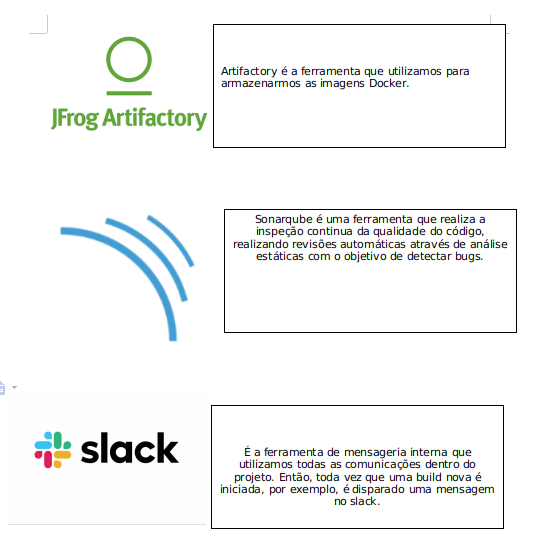 JFrog Artifactory
Artifactory é a ferramenta que utilizamos para
armazenarmos as imagens Docker.
Sonarqube é uma ferramenta que realiza a
inspeção continua da qualidade do código,
realizando revisões automáticas através de análise
estáticas com o objetivo de detectar bugs.
slack
É a ferramenta de mensageria interna que
utilizamos todas as comunicações dentro do
projeto. Então, toda vez que uma build nova é
iniciada, por exemplo, é disparado uma mensagem
no slack.